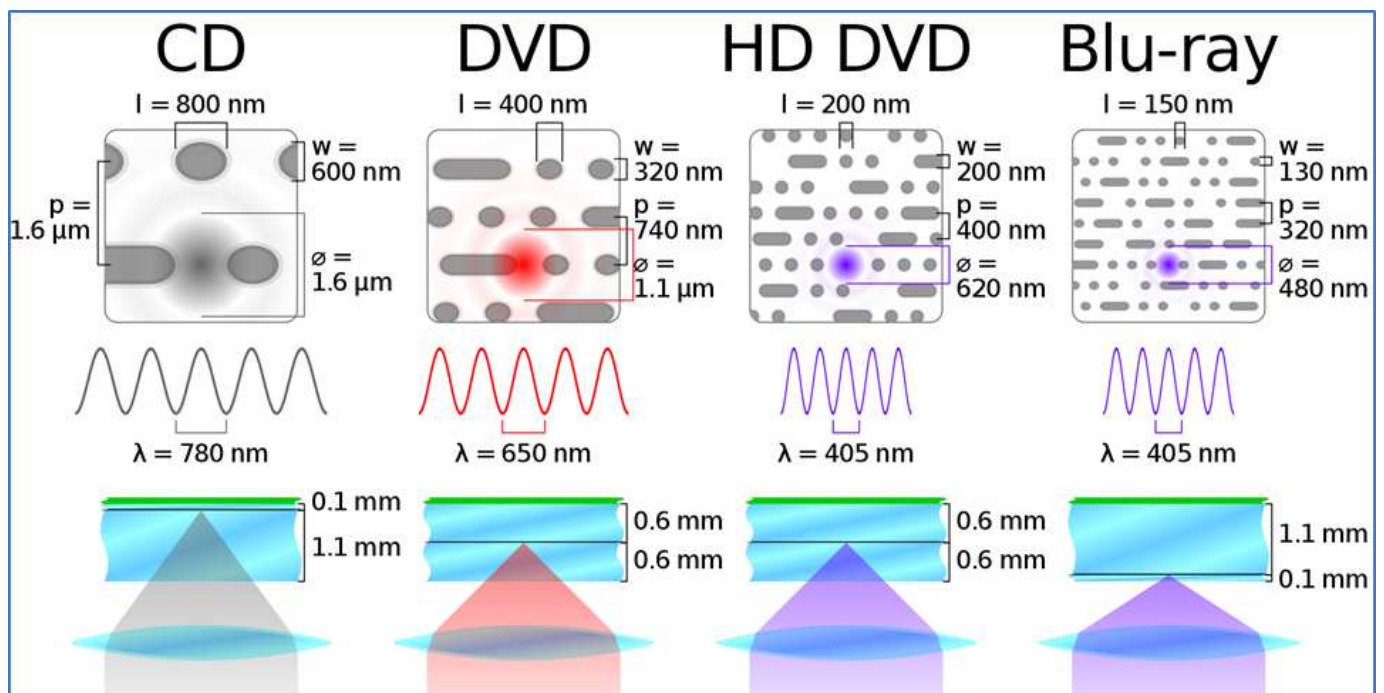 CD
l = 800 nm
w =
600 nm
p =
1.6 µm
ø =
1.6 µm
λ = 780 nm
0.1 mm
1.1 mm
DVD
l = 400 nm
w =
320 nm
p =
740 nm
ø =
1.1 µm
λ = 650 nm
0.6 mm
0.6 mm
HD DVD
l = 200 nm
w =
200 nm
p =
400 nm
ø =
620 nm
λ = 405 nm
0.6 mm
0.6 mm
Blu-ray
l = 150 nm
w =
130 nm
p =
320 nm
ø =
480 nm
λ = 405 nm
1.1 mm
0.1 mm